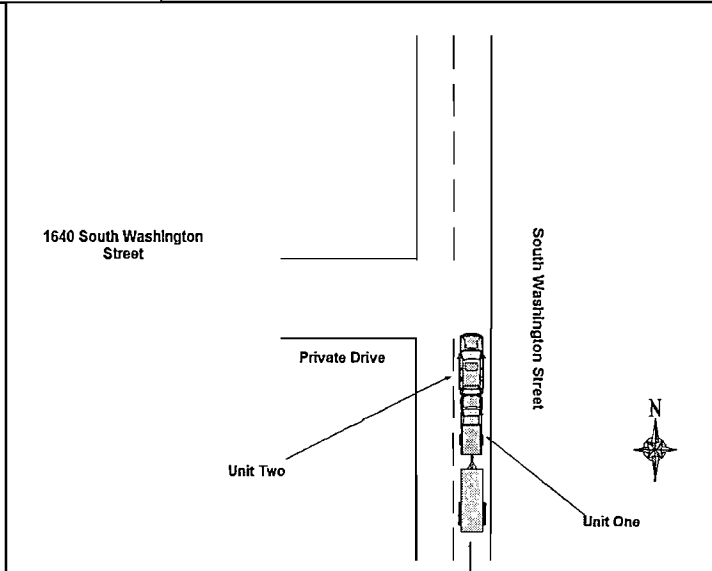 1640 South Washington
Street
South Washington Street
Private Drive
N
Unit Two
Unit One